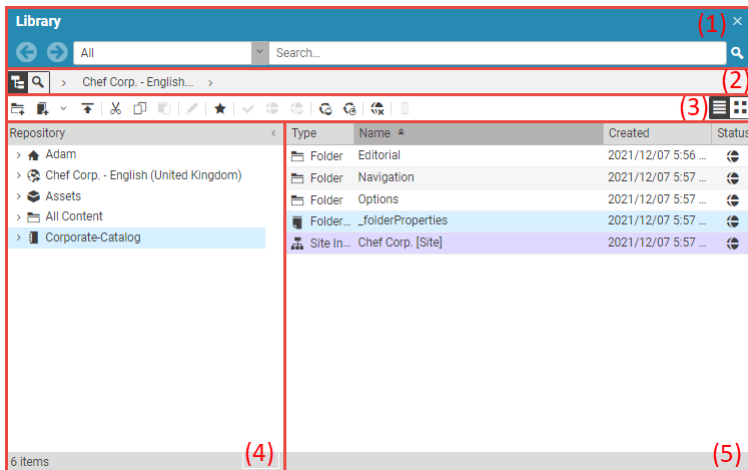 Library (1)
All Search...
Chef Corp. - English... (2)
(3)
Repository
Adam
Chef Corp. - English (United Kingdom)
Assets
All Content
Corporate-Catalog
6 items (4)
Type Name Created Status
Folder Editorial 2021/12/07 5:56 ...
Folder Navigation 2021/12/07 5:57 ...
Folder Options 2021/12/07 5:57 ...
Folder... _folderProperties 2021/12/07 5:57 ...
Site In... Chef Corp. [Site] 2021/12/07 5:57 ...
(5)